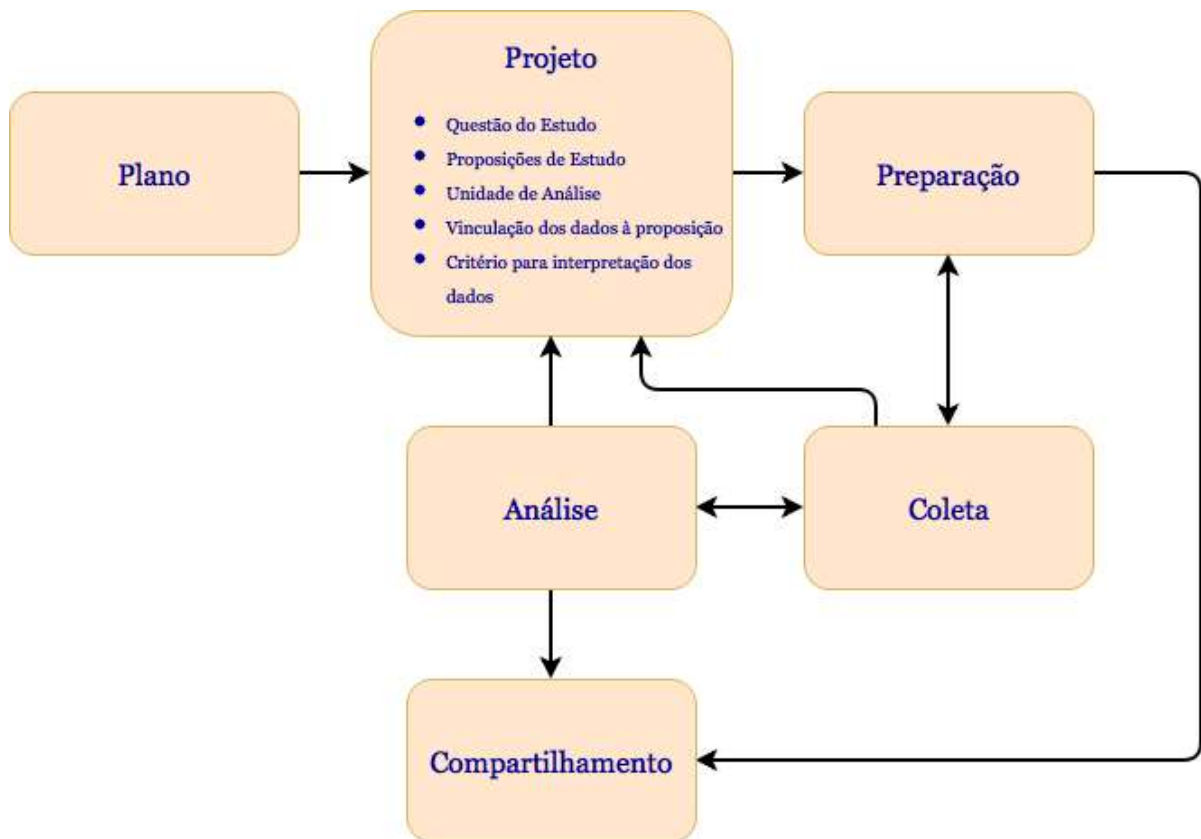 Projeto
Plano
Questão do Estudo
Proposições de Estudo
Unidade de Análise
Vinculação dos dados à proposição
Critério para interpretação dos
dados
Preparação
Análise
Coleta
Compartilhamento